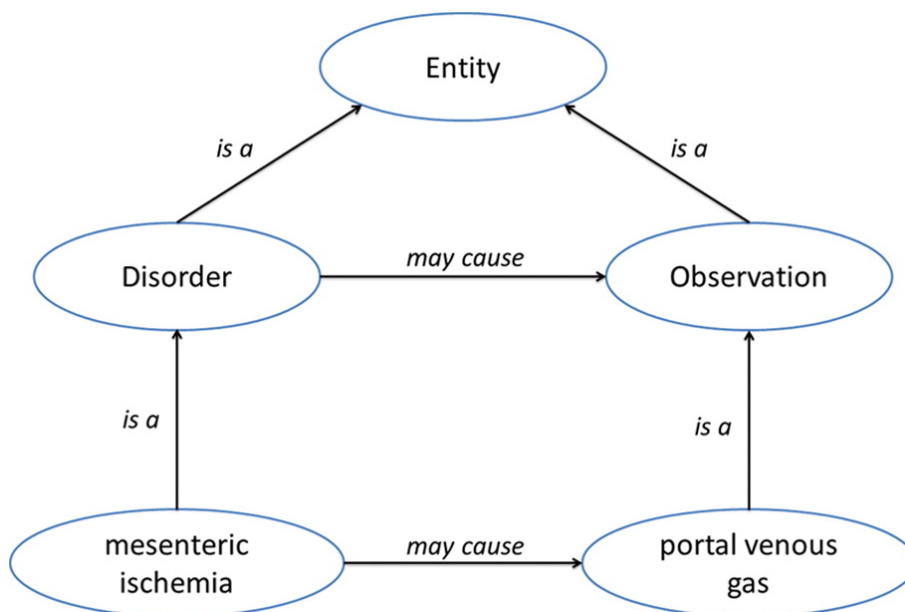 Entity
is a
is a
Disorder
may cause
Observation
is a
is a
mesenteric
ischemia
may cause
portal venous
gas